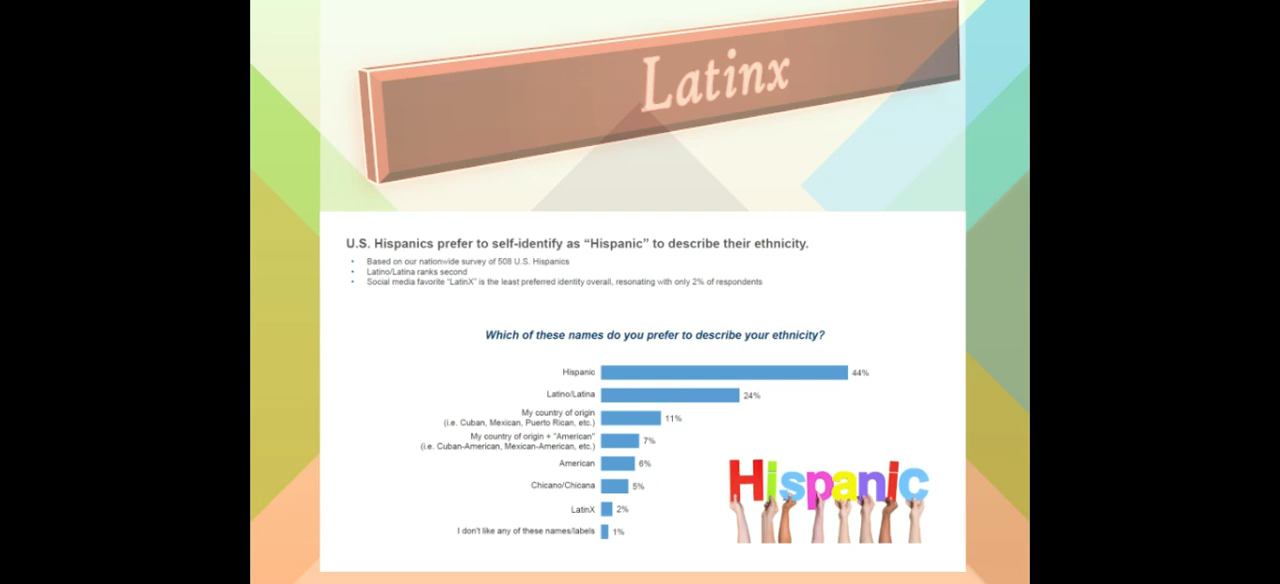 Latinx
U.S. Hispanics prefer to self-identify as “Hispanic” to describe their ethnicity.
• Based on our nationwide survey of 508 U.S. Hispanics
• Latino/Latina ranks second
• Social media favorite “LatinX” is the least preferred identity overall, resonating with only 2% of respondents
Which of these names do you prefer to describe your ethnicity?
Hispanic 44%
Latino/Latina 24%
My country of origin
(i.e. Cuban, Mexican, Puerto Rican, etc.) 11%
My country of origin + "American"
(i.e. Cuban-American, Mexican-American, etc.) 7%
American 6%
Chicano/Chicana 5%
LatinX 2%
I don't like any of these names/labels 1%
Hispanic